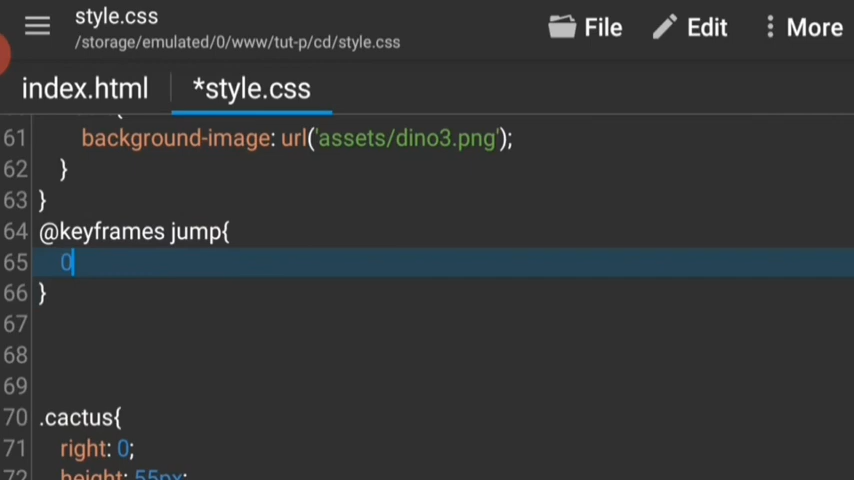 style.css
/storage/emulated/0/www/tut-p/cd/style.css
File
Edit
More
index.html
*style.css
61 background-image: url('assets/dino3.png');
62 }
63 }
64 @keyframes jump{
65 0
66 }
67
68
69
70 .cactus{
71 right: 0;
72 height: 55px;